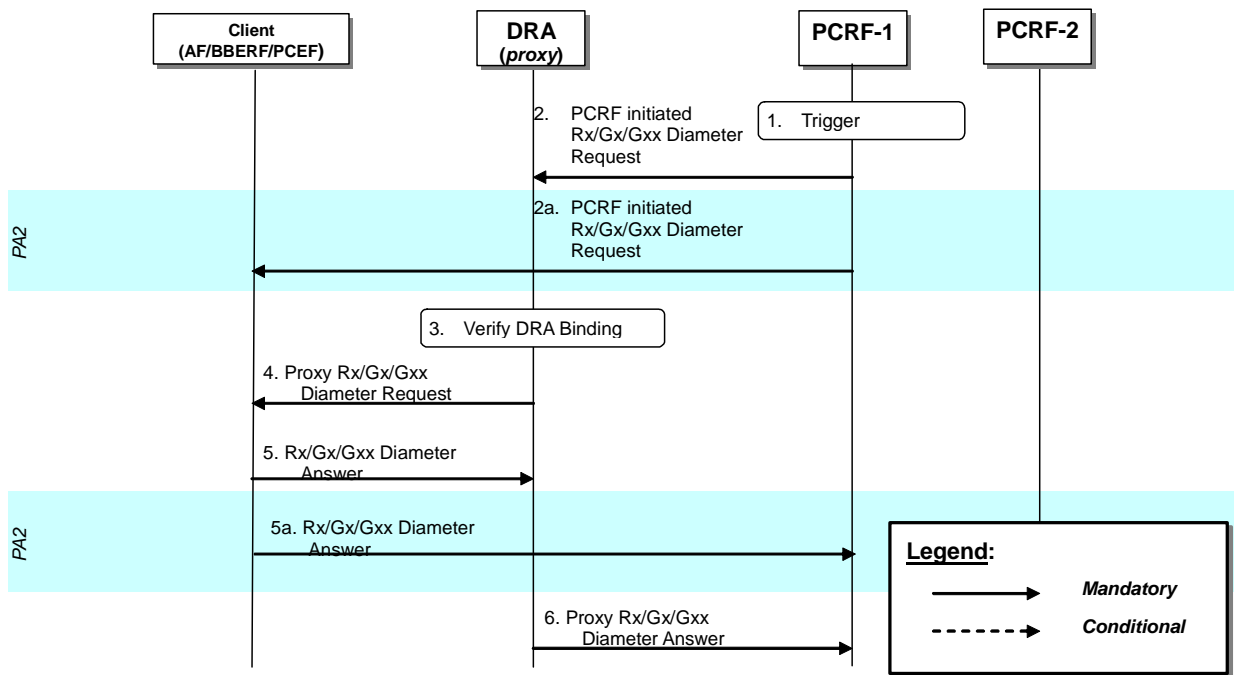 Client
(AF/BBERF/PCEF)
DRA
(proxy)
PCRF-1
PCRF-2
1. Trigger
2. PCRF initiated
Rx/Gx/Gxx Diameter
Request
PA2
2a. PCRF initiated
Rx/Gx/Gxx Diameter
Request
3. Verify DRA Binding
4. Proxy Rx/Gx/Gxx
Diameter Request
5. Rx/Gx/Gxx Diameter
Answer
PA2
5a. Rx/Gx/Gxx Diameter
Answer
6. Proxy Rx/Gx/Gxx
Diameter Answer
Legend:
Mandatory
Conditional